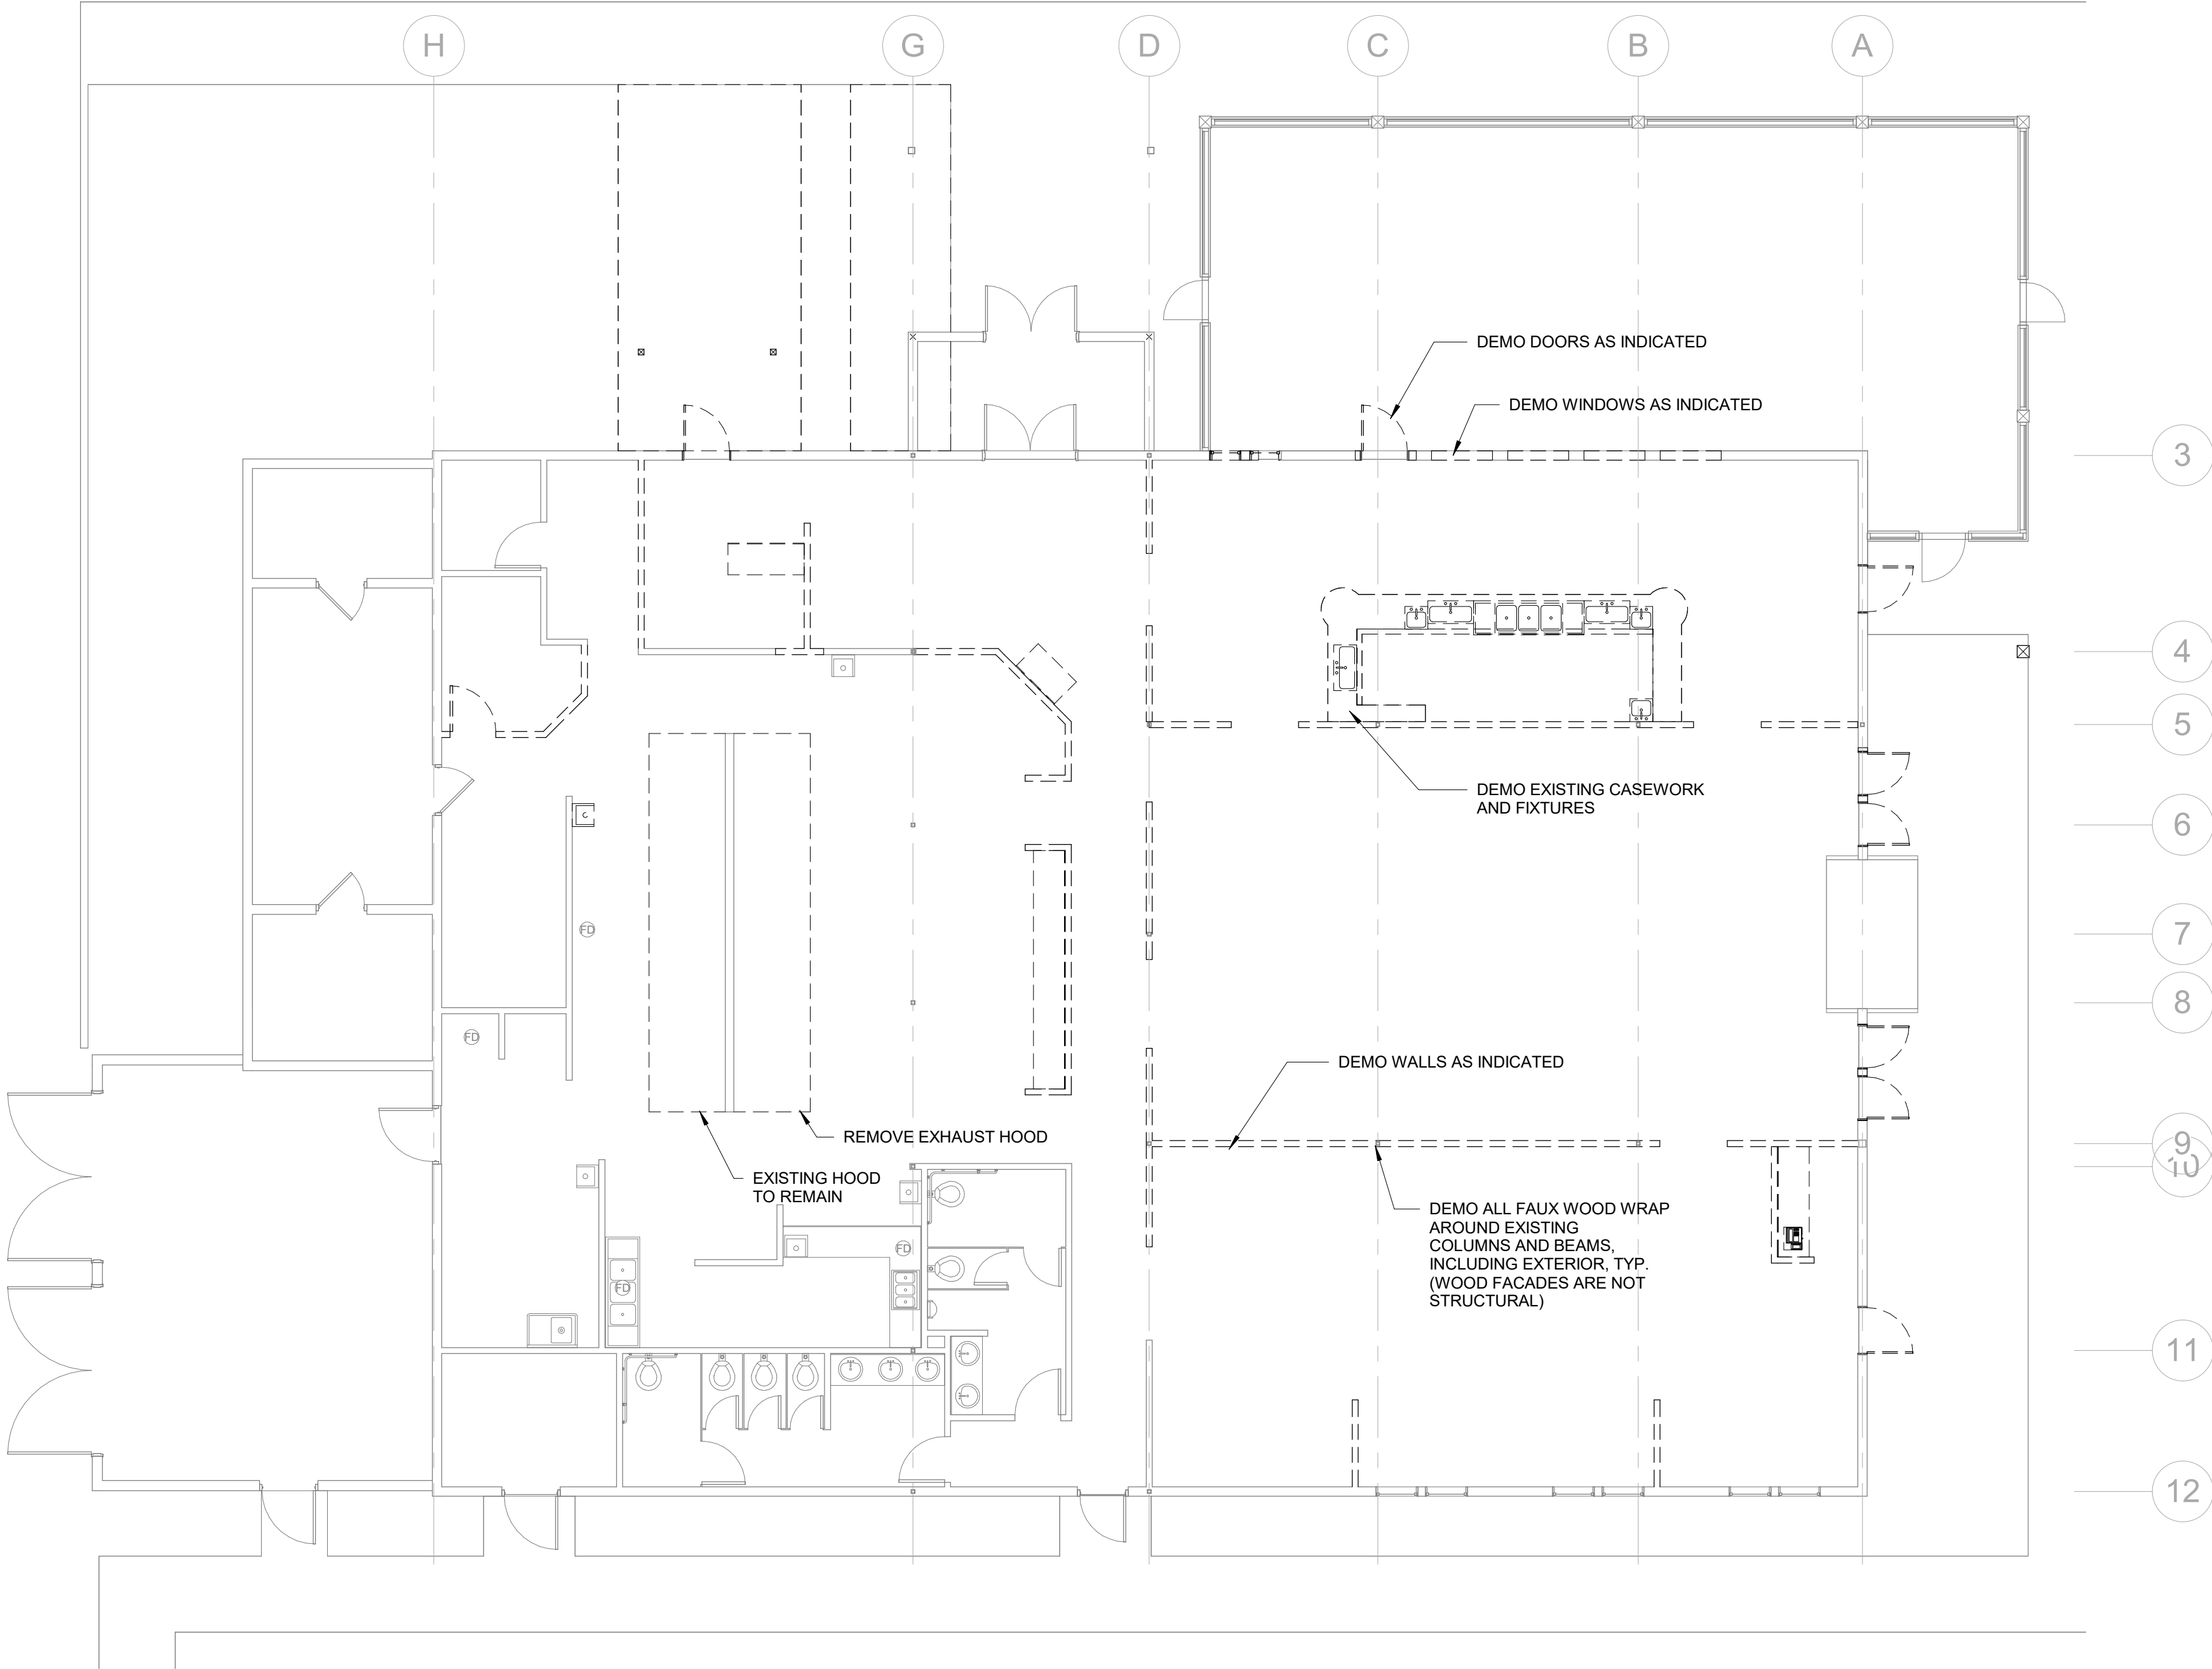 H
G
D
C
B
A
DEMO DOORS AS INDICATED
DEMO WINDOWS AS INDICATED
3
4
5
DEMO EXISTING CASEWORK
AND FIXTURES
6
FD
7
8
FD
DEMO WALLS AS INDICATED
REMOVE EXHAUST HOOD
9
10
EXISTING HOOD
TO REMAIN
DEMO ALL FAUX WOOD WRAP
AROUND EXISTING
COLUMNS AND BEAMS,
INCLUDING EXTERIOR, TYP.
(WOOD FACADES ARE NOT
STRUCTURAL)
FD
FD
11
12